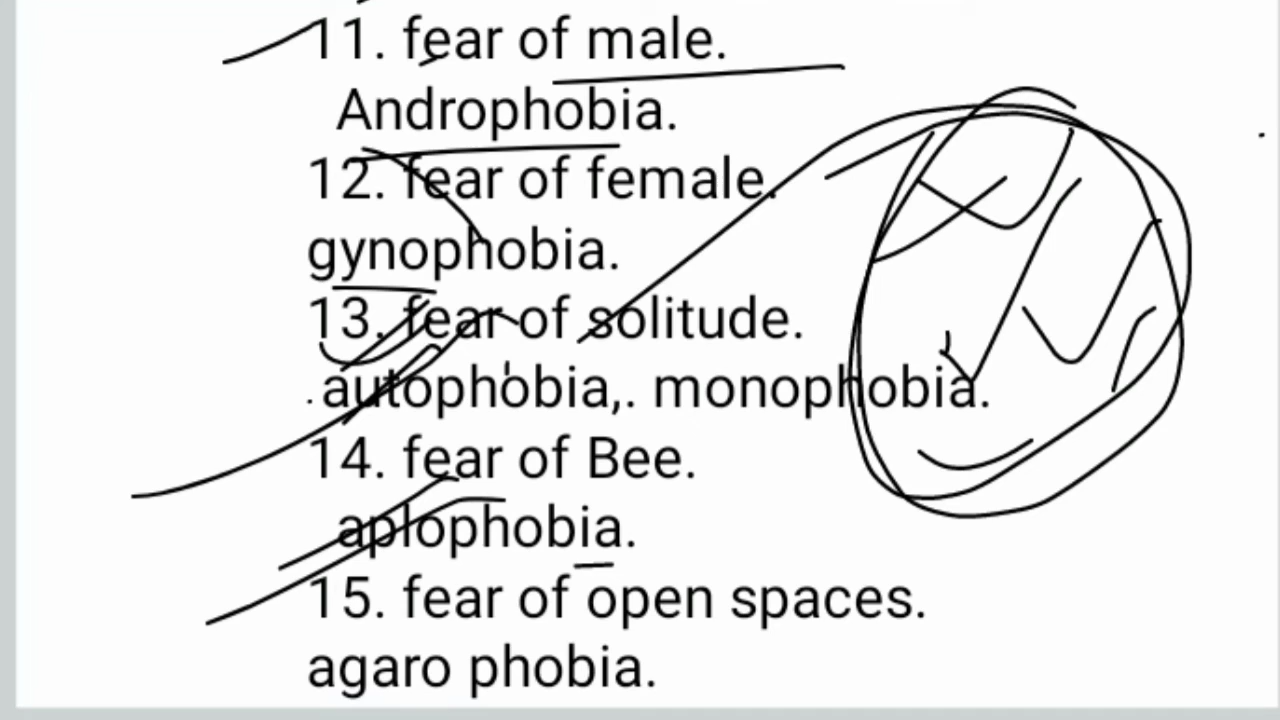 11. fear of male.
Androphobia.
12. fear of female.
gynophobia.
13. fear of solitude.
autophobia,. monophobia.
14. fear of Bee.
aplophobia.
15. fear of open spaces.
agaro phobia.